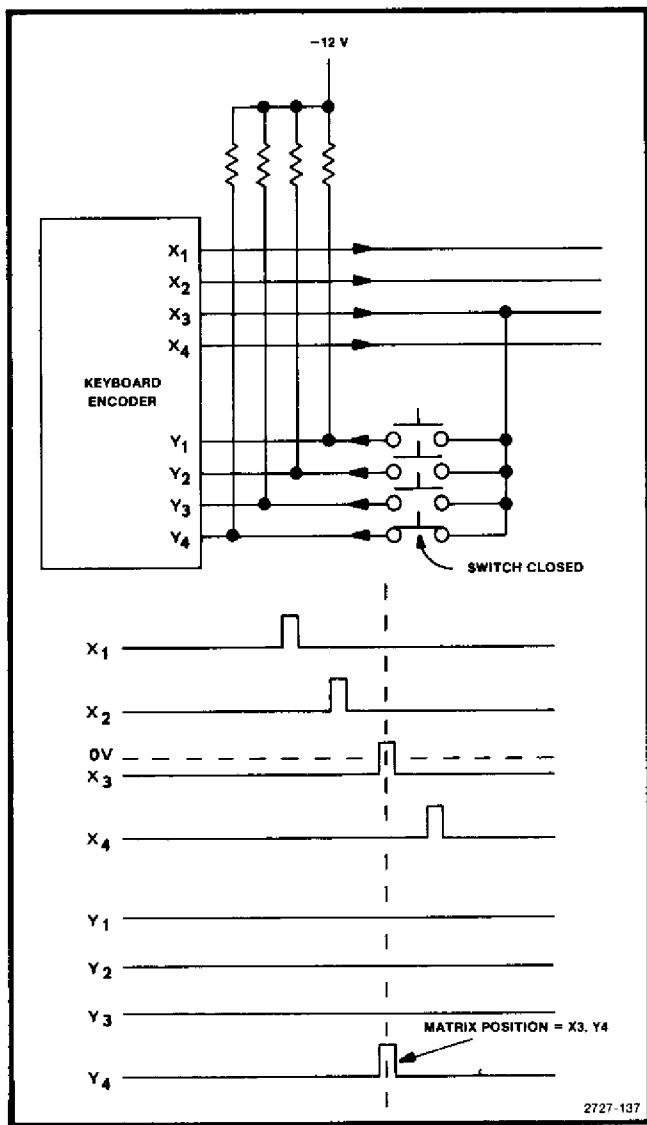 −12 V
X1
X2
X3
X4
KEYBOARD
ENCODER
Y1
Y2
Y3
Y4
SWITCH CLOSED
X1
X2
0V
X3
X4
Y1
Y2
Y3
MATRIX POSITION = X3, Y4
Y4
2727-137